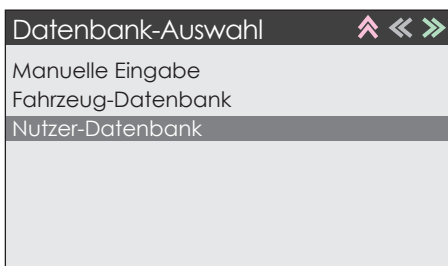 Datenbank-Auswahl
Manuelle Eingabe
Fahrzeug-Datenbank
Nutzer-Datenbank